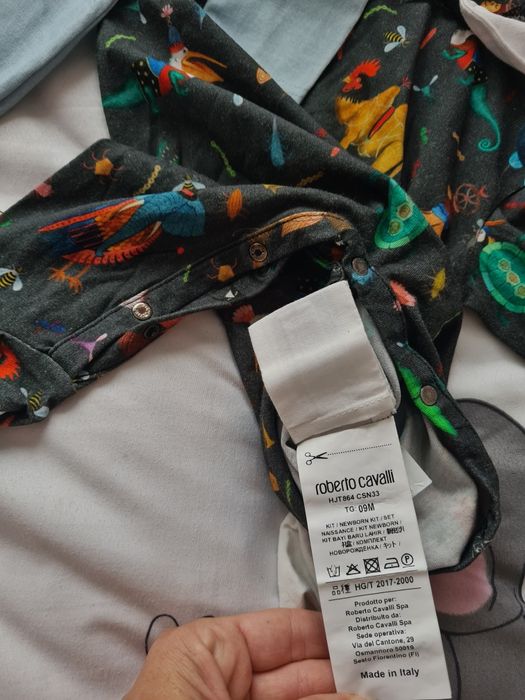 roberto cavalli
HJT864 CSN33
TG: 09M
KIT / NEWBORN KIT / SET
NAISSANCE / KIT NEWBORN /
KIT BAYI BARU LAHIR /
/ КОМПЛЕКТ
НОВОРОЖДЁНКА /
HG/T 2017-2000
Prodotto per:
Roberto Cavalli Spa
Distribuito da:
Roberto Cavalli Spa
Sede operativa:
Via del Cantone, 29
Osmannoro 50019
Sesto Fiorentino (FI)
Made in Italy